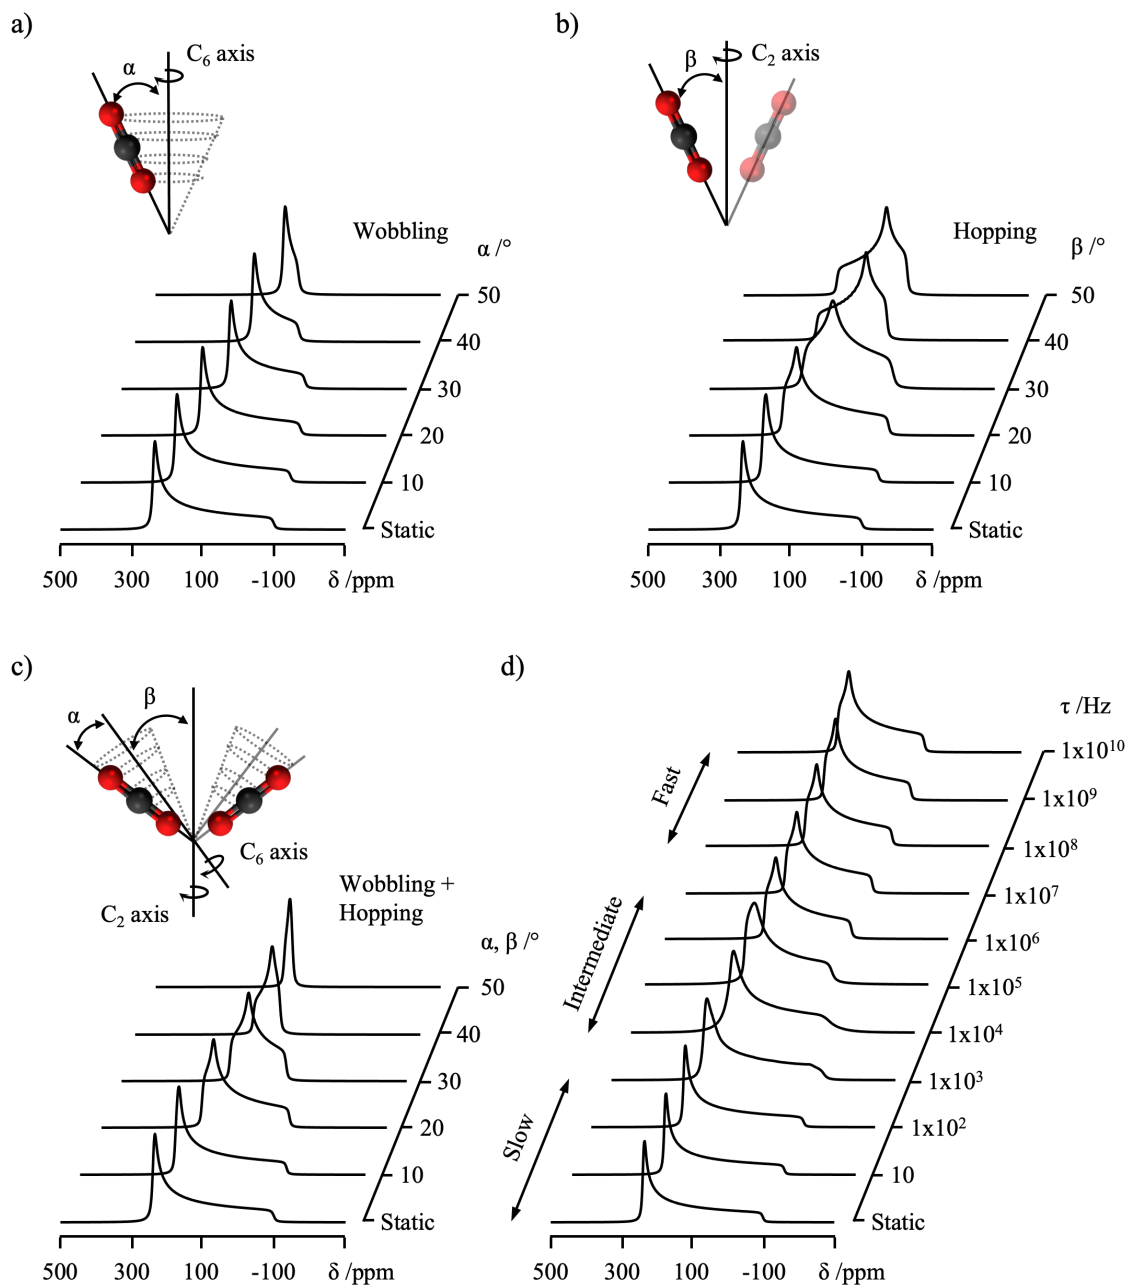 a)
C₆ axis
α
Wobbling
α /°
50
40
30
20
10
Static
500 300 100 -100 δ /ppm
b)
C₂ axis
β
Hopping
β /°
50
40
30
20
10
Static
500 300 100 -100 δ /ppm
c)
β
α
C₆ axis
C₂ axis
Wobbling +
Hopping
α, β /°
50
40
30
20
10
Static
500 300 100 -100 δ /ppm
d)
τ /Hz
1x10¹⁰
1x10⁹
1x10⁸
1x10⁷
1x10⁶
1x10⁵
1x10⁴
1x10³
1x10²
10
Static
Fast
Intermediate
Slow
500 300 100 -100 δ /ppm